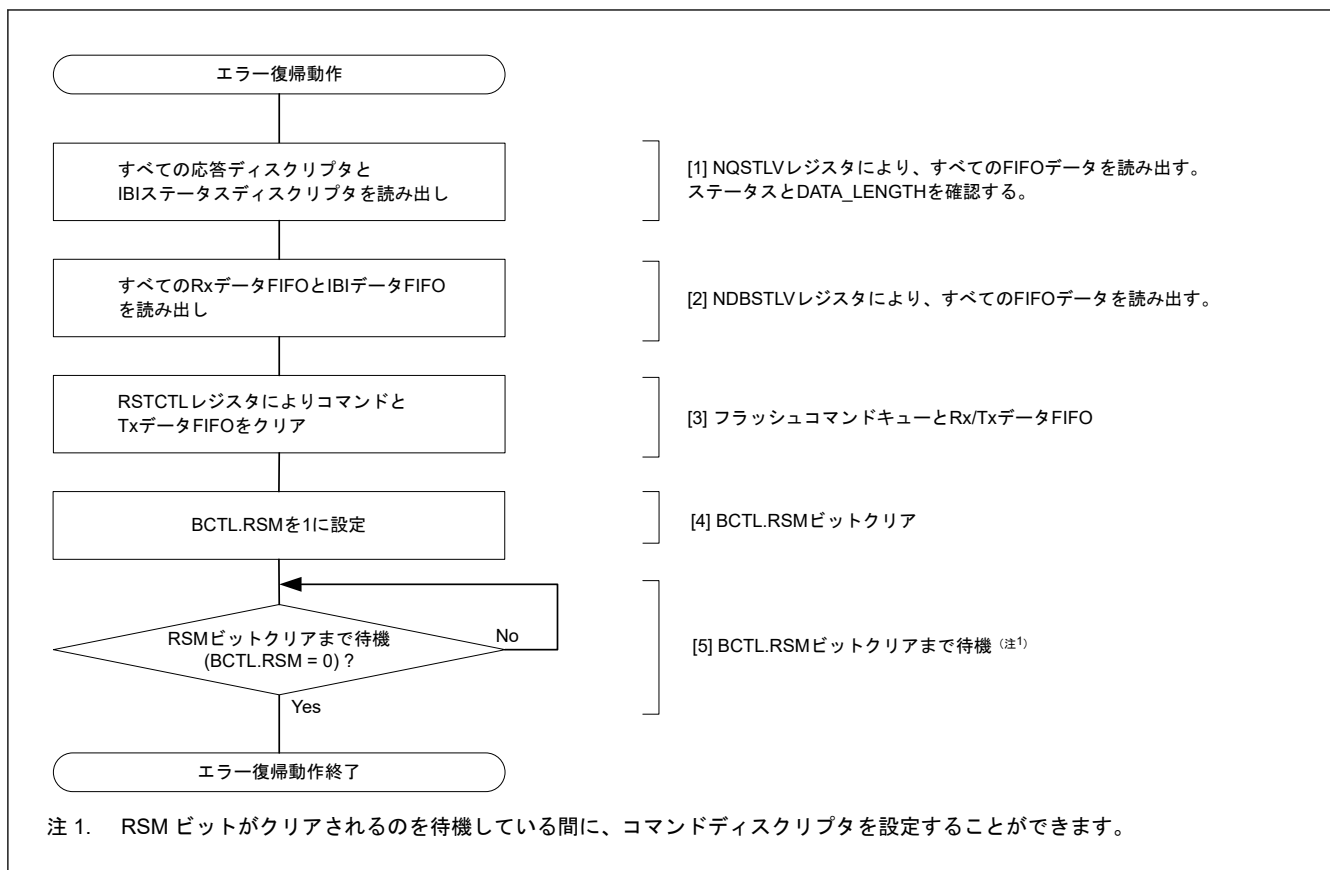 エラー復帰動作
すべての応答ディスクリプタと
IBIステータスディスクリプタを読み出し
[1] NQSTLVレジスタにより、すべてのFIFOデータを読み出す。
ステータスとDATA_LENGTHを確認する。
すべてのRxデータFIFOとIBIデータFIFO
を読み出し
[2] NDBSTLVレジスタにより、すべてのFIFOデータを読み出す。
RSTCTLレジスタによりコマンドと
TxデータFIFOをクリア
[3] フラッシュコマンドキューとRx/TxデータFIFO
BCTL.RSMを1に設定
[4] BCTL.RSMビットクリア
RSMビットクリアまで待機
(BCTL.RSM = 0) ?
No
[5] BCTL.RSMビットクリアまで待機（注1）
Yes
エラー復帰動作終了
注 1. RSM ビットがクリアされるのを待機している間に、コマンドディスクリプタを設定することができます。